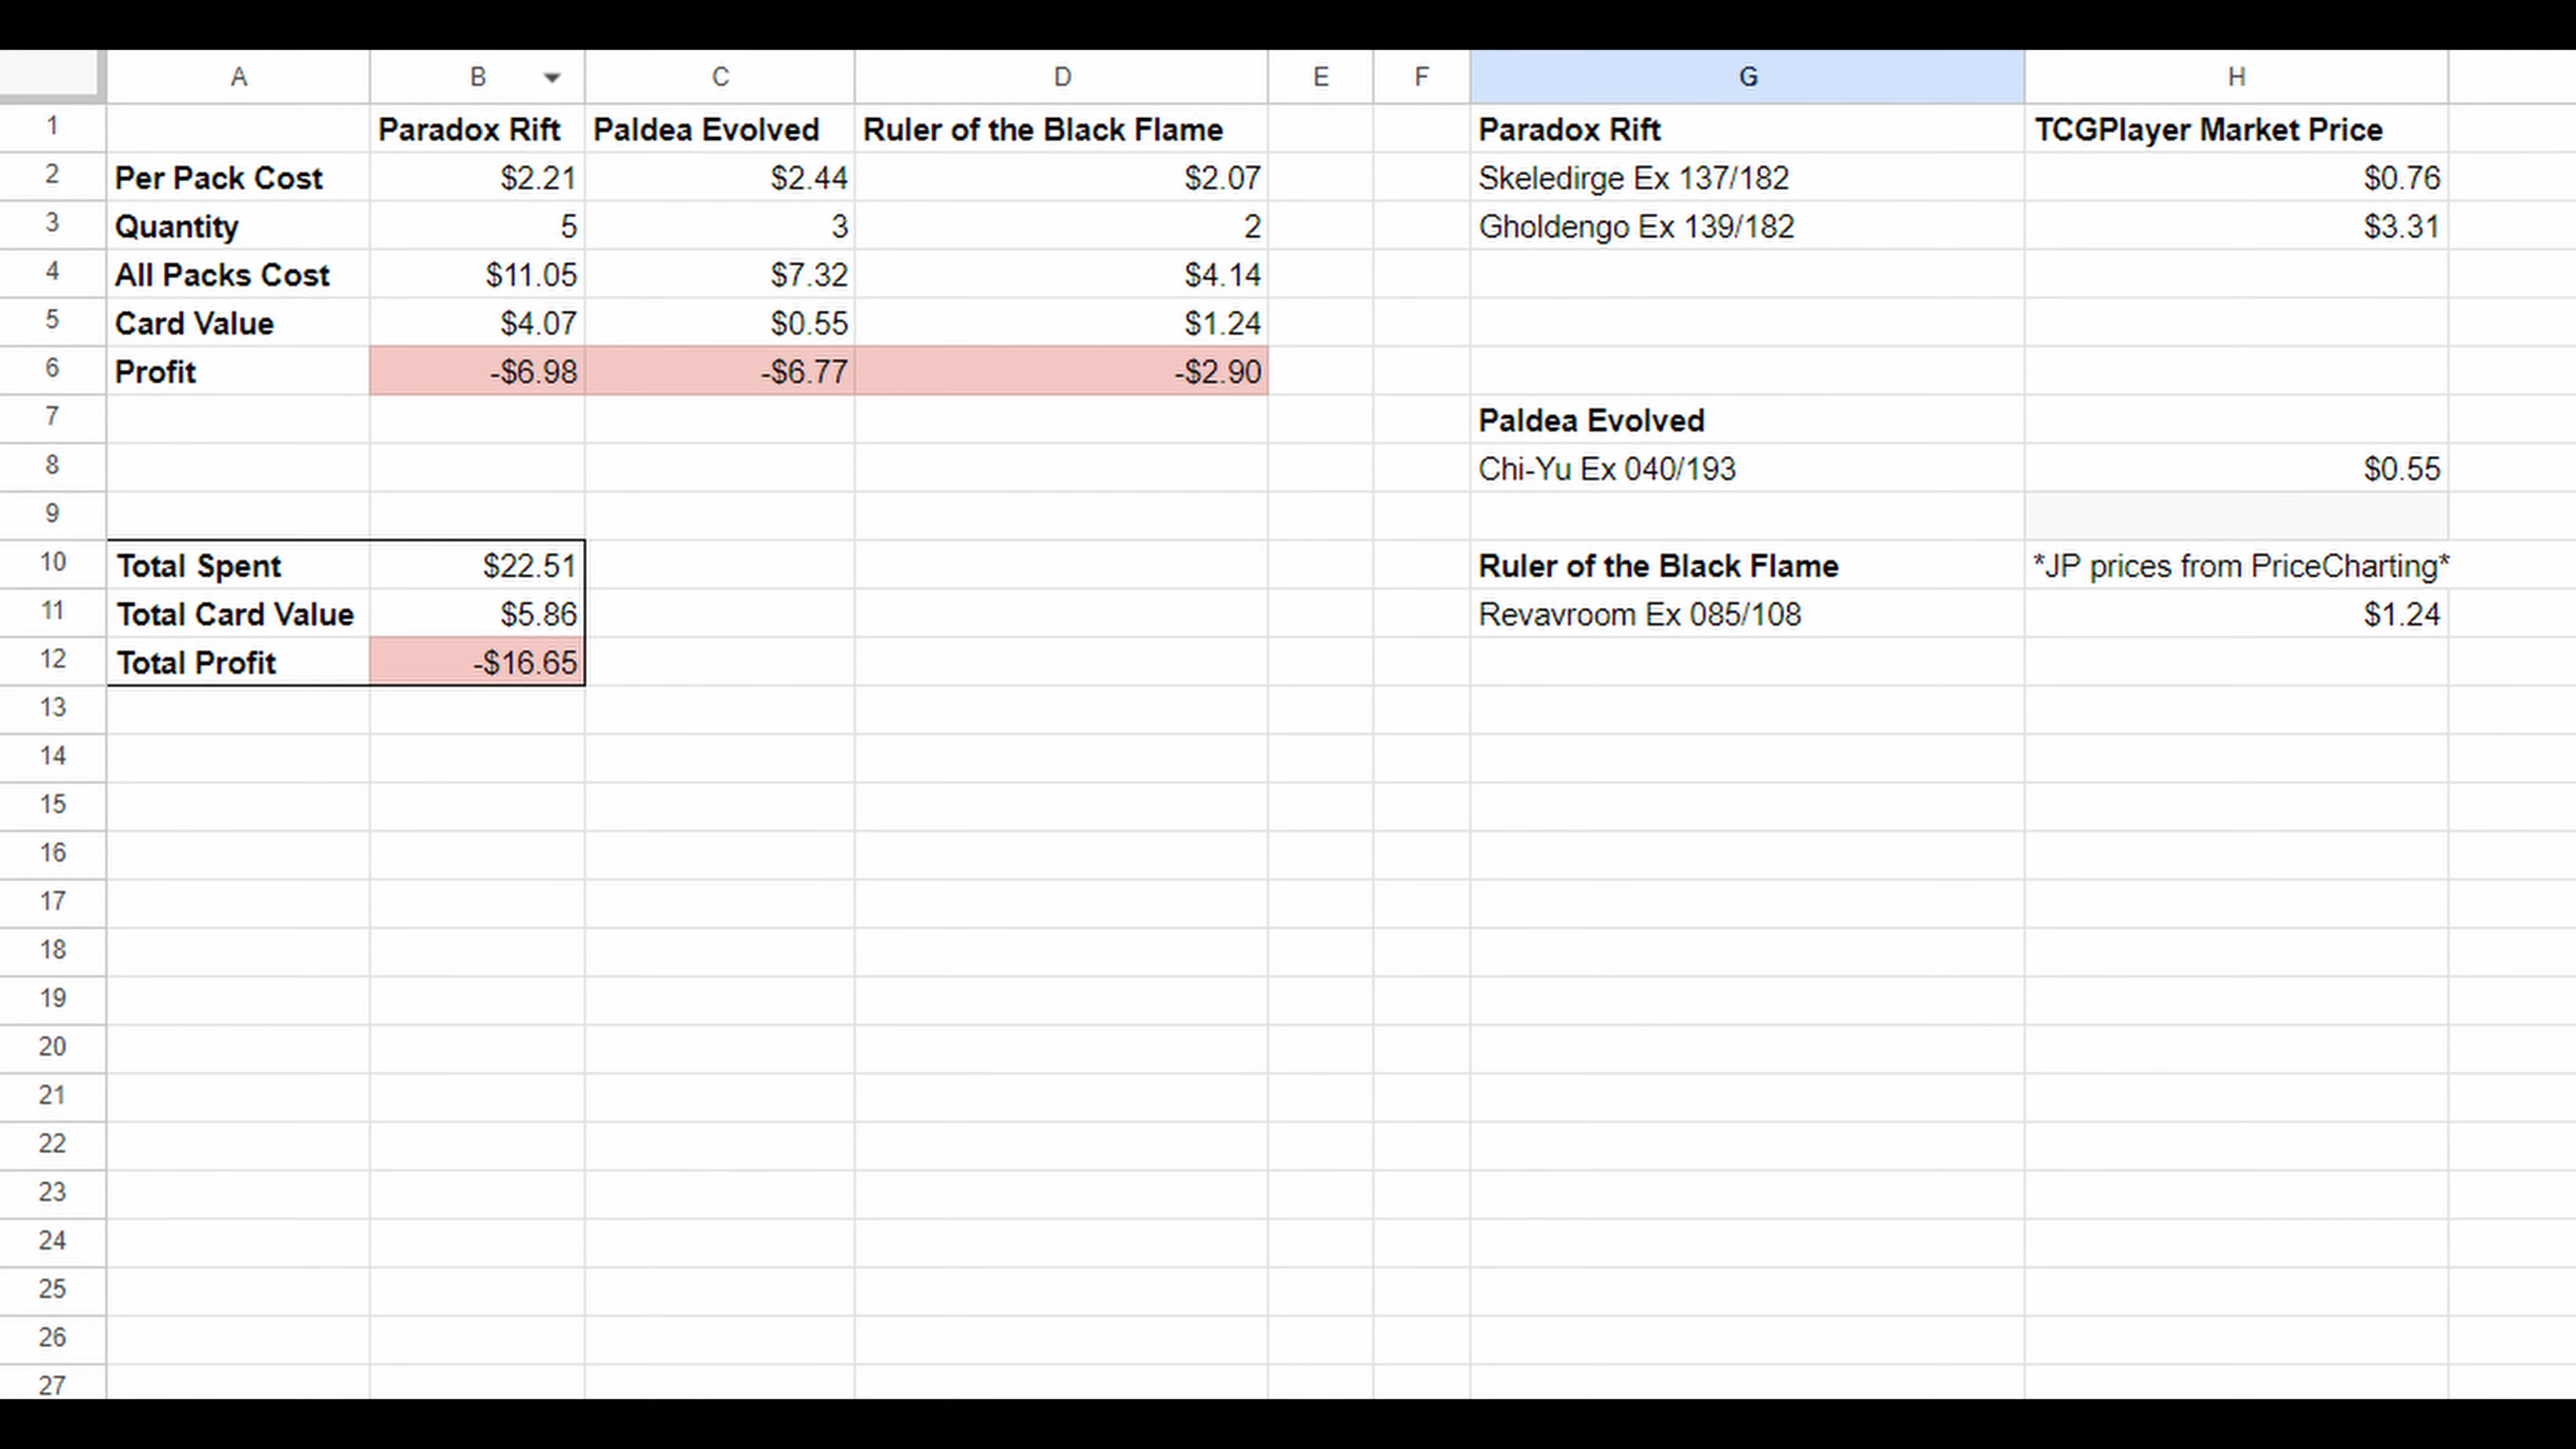 A B C D E F G H
1 Paradox Rift Paldea Evolved Ruler of the Black Flame Paradox Rift TCGPlayer Market Price
2 Per Pack Cost $2.21 $2.44 $2.07 Skeledirge Ex 137/182 $0.76
3 Quantity 5 3 2 Gholdengo Ex 139/182 $3.31
4 All Packs Cost $11.05 $7.32 $4.14
5 Card Value $4.07 $0.55 $1.24
6 Profit -$6.98 -$6.77 -$2.90
7 Paldea Evolved
8 Chi-Yu Ex 040/193 $0.55
9
10 Total Spent $22.51 Ruler of the Black Flame *JP prices from PriceCharting*
11 Total Card Value $5.86 Revavroom Ex 085/108 $1.24
12 Total Profit -$16.65
13
14
15
16
17
18
19
20
21
22
23
24
25
26
27